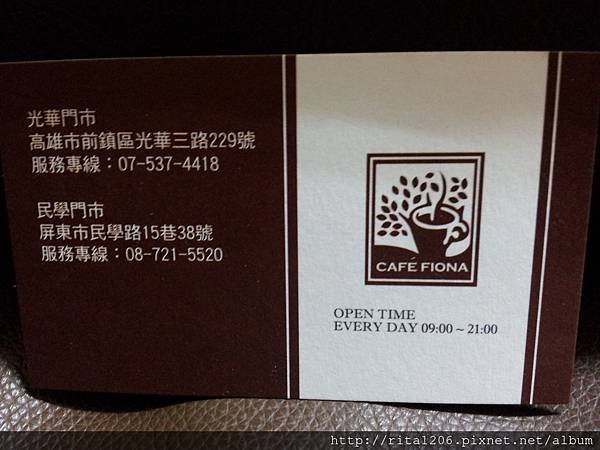 光華門市
高雄市前鎮區光華三路229號
服務專線：07-537-4418
民學門市
屏東市民學路15巷38號
服務專線：08-721-5520
CAFÉ FIONA
OPEN TIME
EVERY DAY 09:00 ~ 21:00
http://rita1206.pixnet.net/album